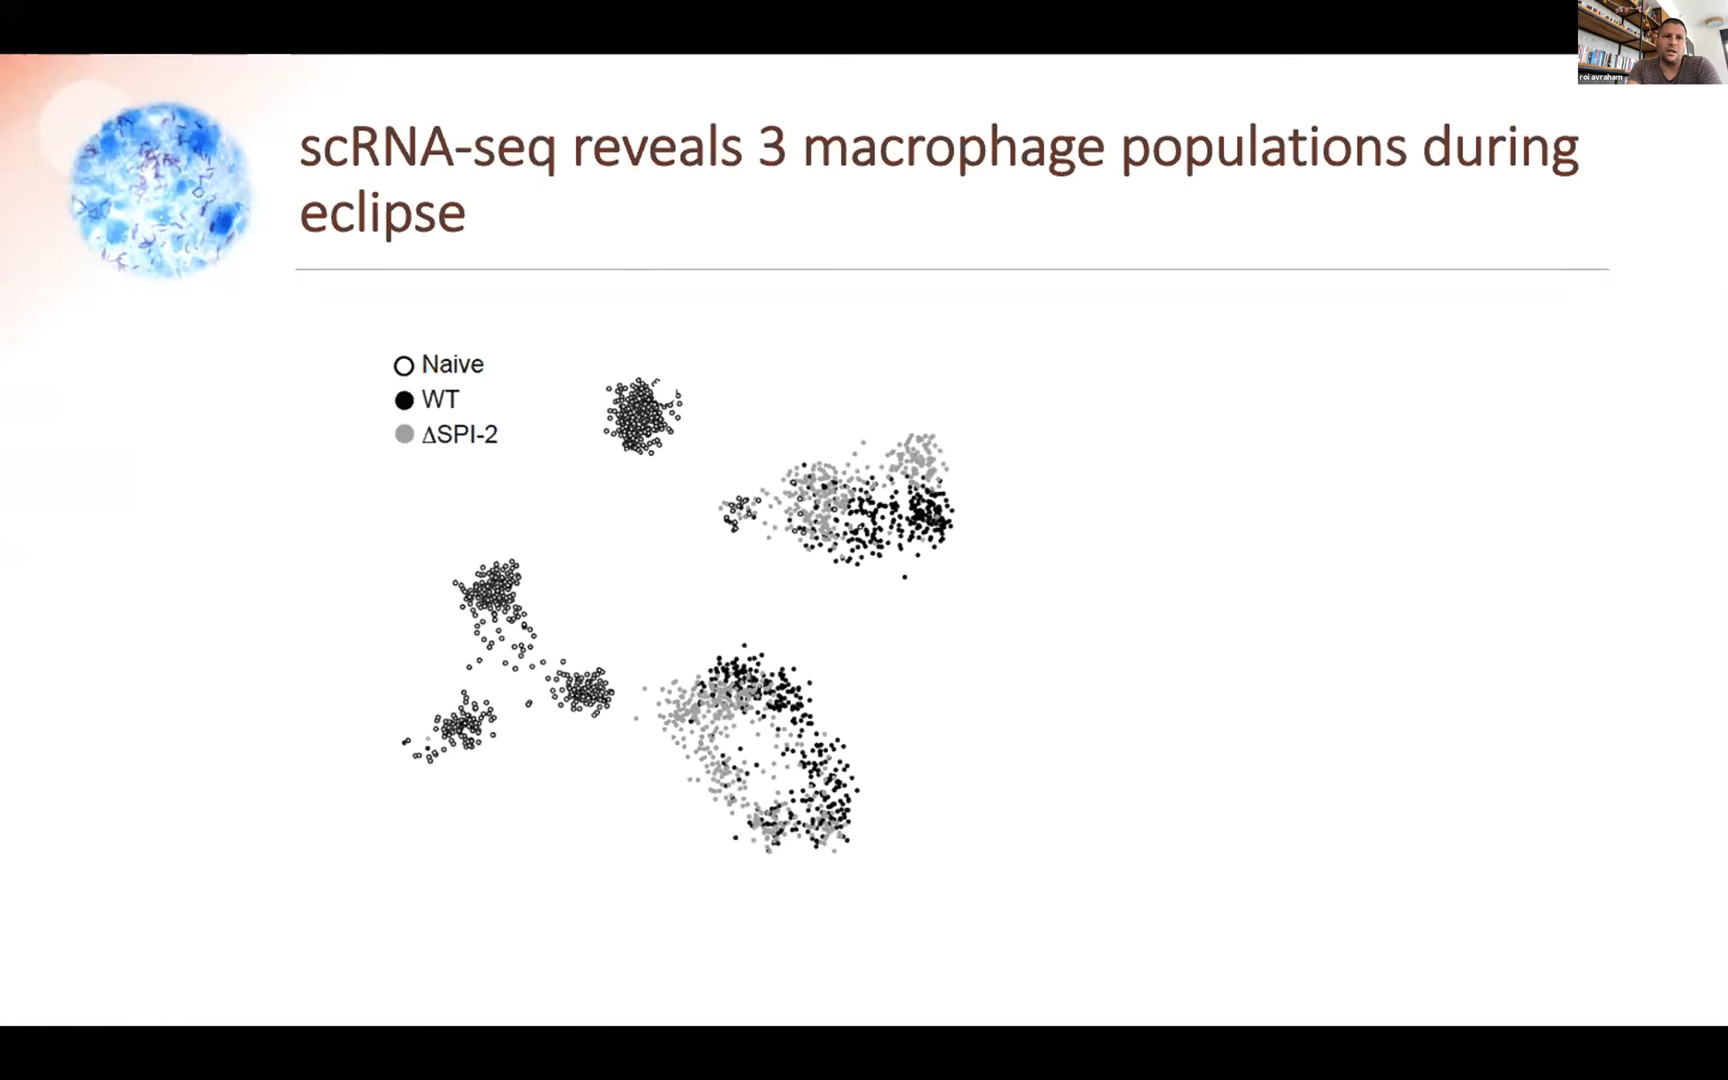 roi avraham
scRNA-seq reveals 3 macrophage populations during
eclipse
Naive
WT
ΔSPI-2